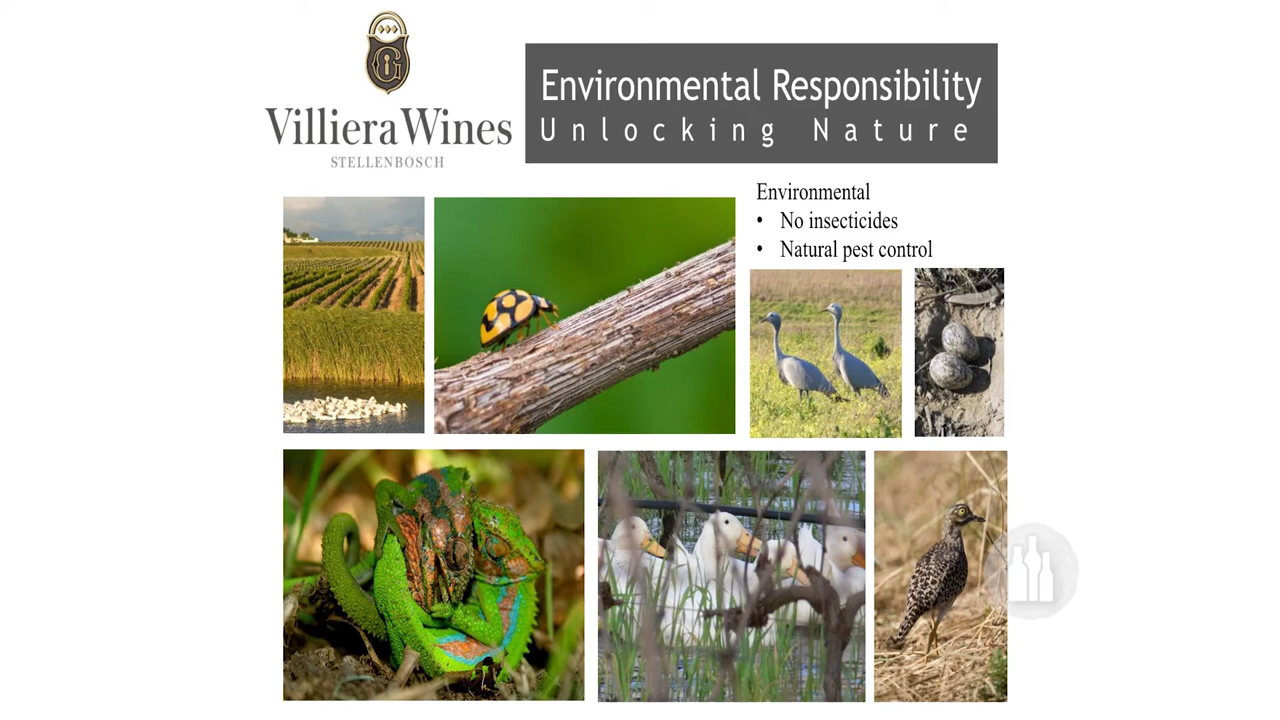 G
Villiera Wines
STELLENBOSCH
Environmental Responsibility
Unlocking Nature
Environmental
• No insecticides
• Natural pest control